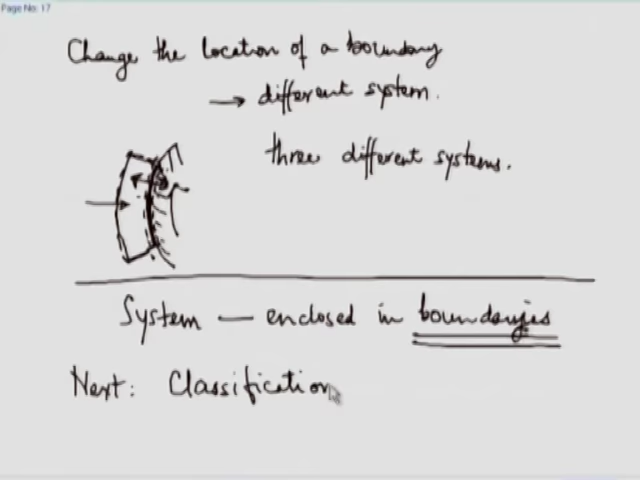 Page No: 17
Change the location of a boundary
→ different system.
three different systems.
System — enclosed in boundaries
Next: Classification